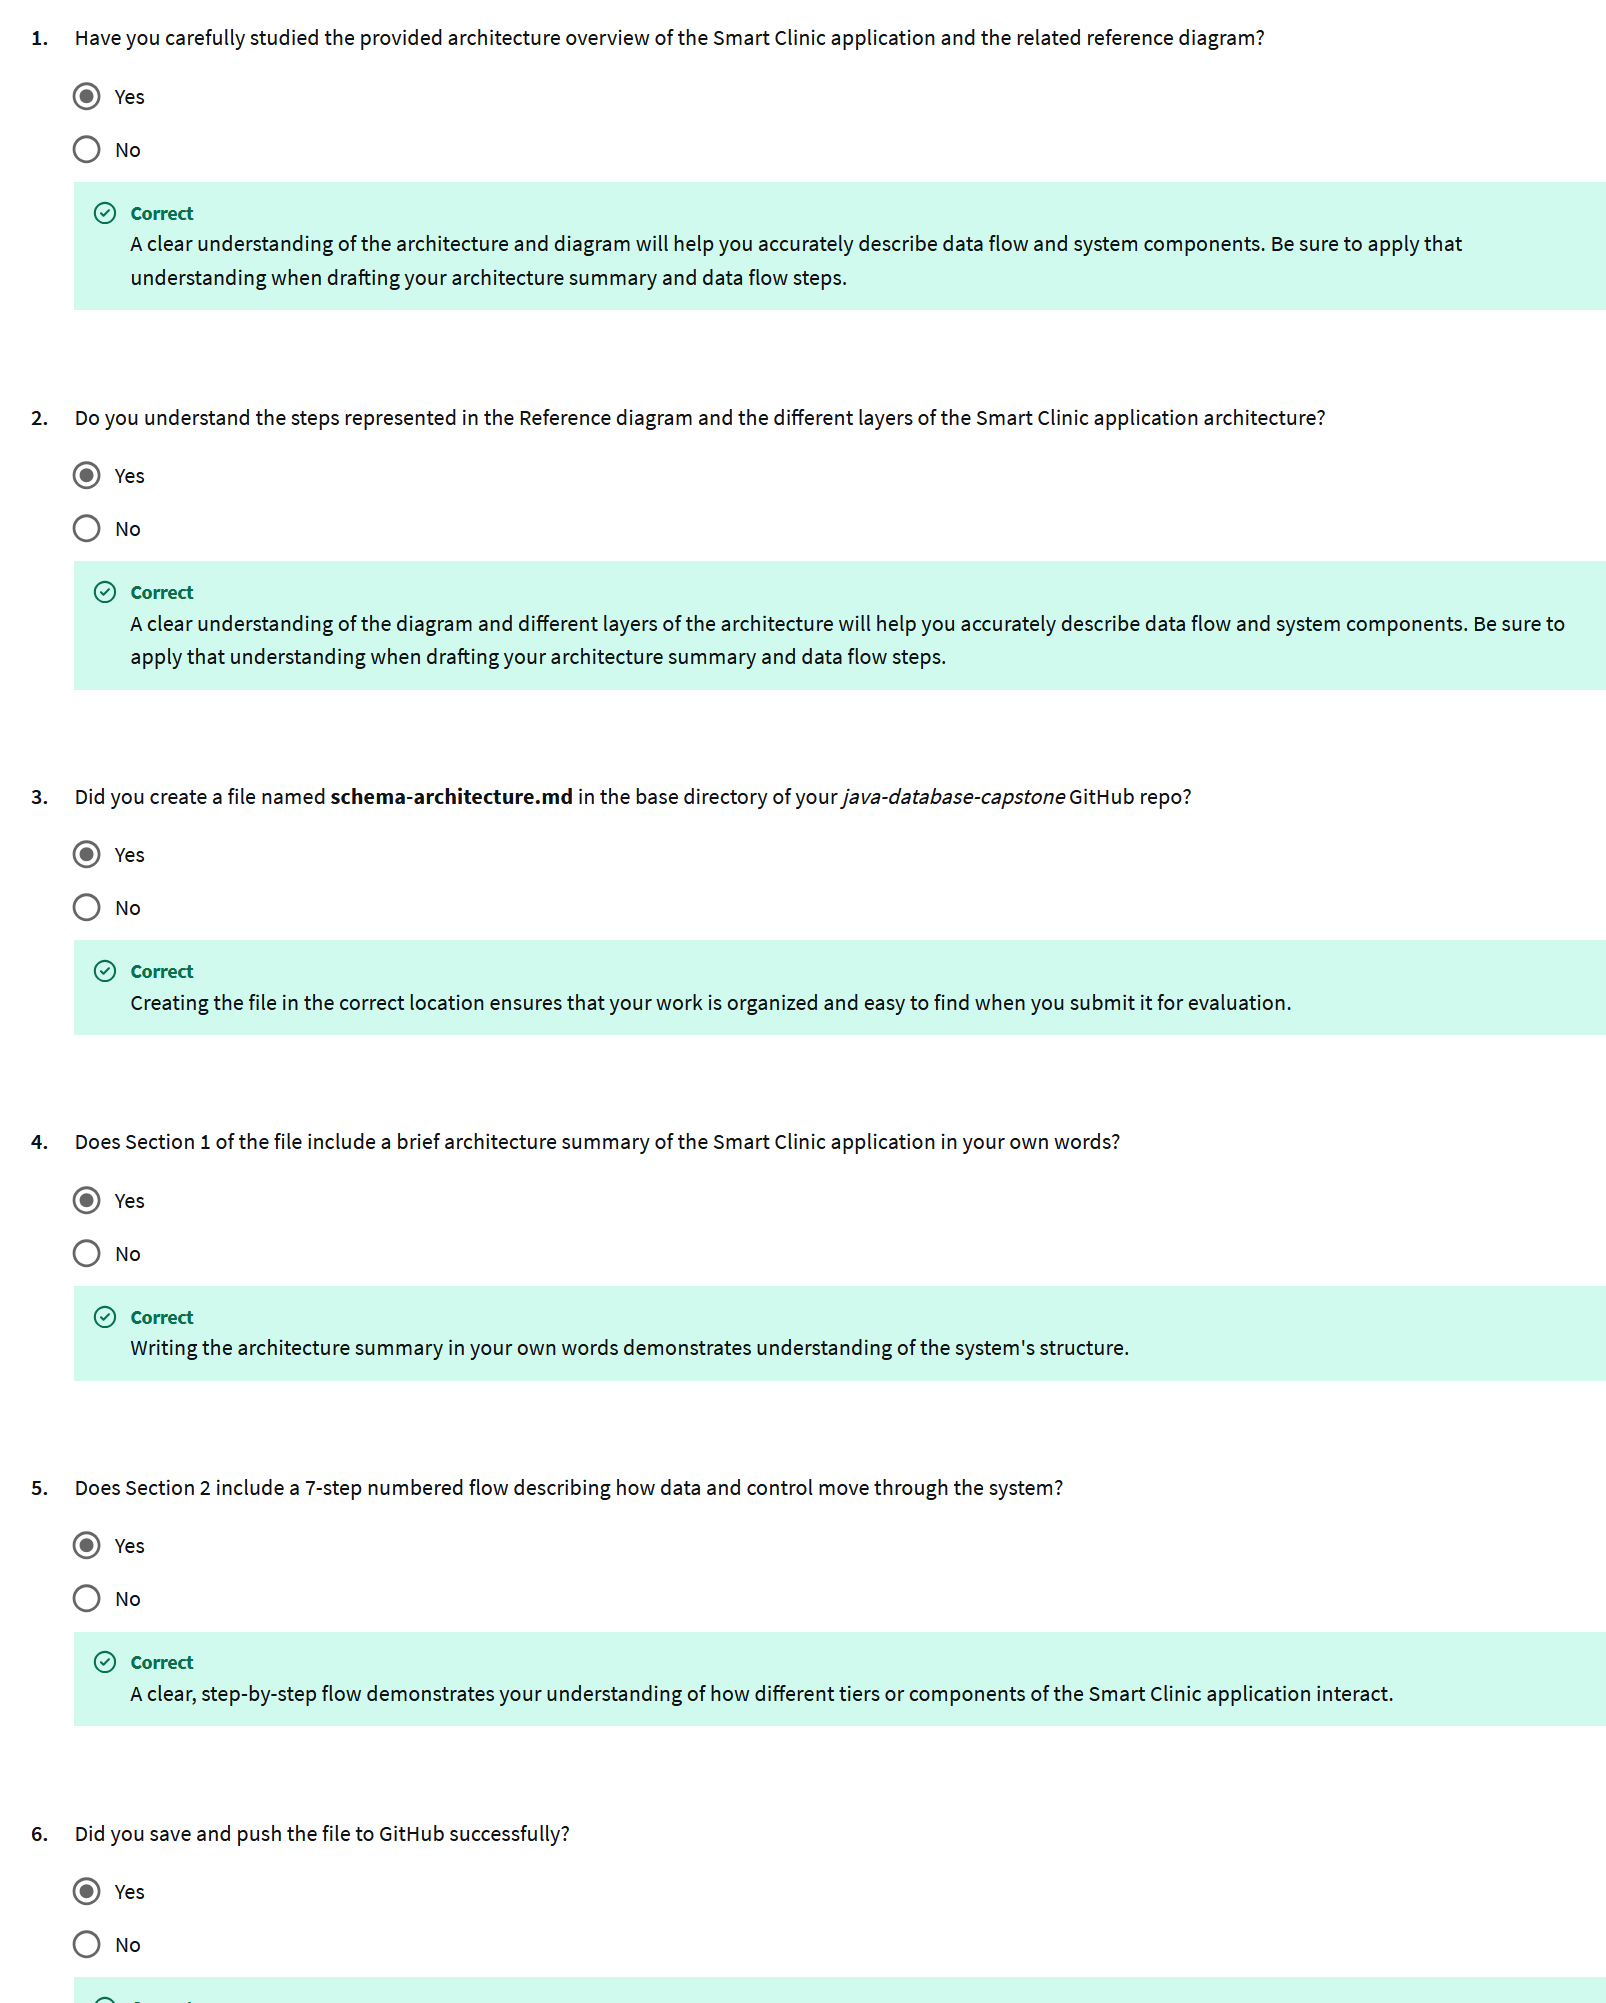 1. Have you carefully studied the provided architecture overview of the Smart Clinic application and the related reference diagram?
Yes
No
Correct
A clear understanding of the architecture and diagram will help you accurately describe data flow and system components. Be sure to apply that
understanding when drafting your architecture summary and data flow steps.
2. Do you understand the steps represented in the Reference diagram and the different layers of the Smart Clinic application architecture?
Yes
No
Correct
A clear understanding of the diagram and different layers of the architecture will help you accurately describe data flow and system components. Be sure to
apply that understanding when drafting your architecture summary and data flow steps.
3. Did you create a file named schema-architecture.md in the base directory of your java-database-capstone GitHub repo?
Yes
No
Correct
Creating the file in the correct location ensures that your work is organized and easy to find when you submit it for evaluation.
4. Does Section 1 of the file include a brief architecture summary of the Smart Clinic application in your own words?
Yes
No
Correct
Writing the architecture summary in your own words demonstrates understanding of the system's structure.
5. Does Section 2 include a 7-step numbered flow describing how data and control move through the system?
Yes
No
Correct
A clear, step-by-step flow demonstrates your understanding of how different tiers or components of the Smart Clinic application interact.
6. Did you save and push the file to GitHub successfully?
Yes
No